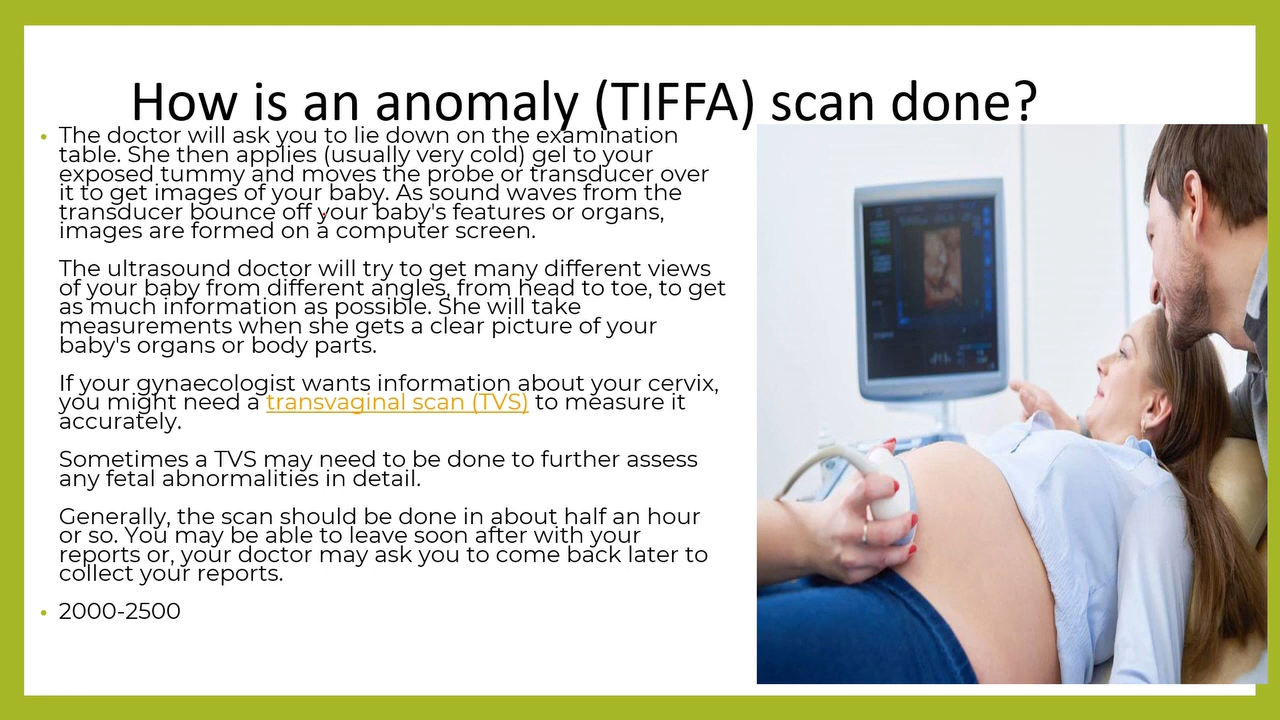 How is an anomaly (TIFFA) scan done?
• The doctor will ask you to lie down on the examination
table. She then applies (usually very cold) gel to your
exposed tummy and moves the probe or transducer over
it to get images of your baby. As sound waves from the
transducer bounce off your baby's features or organs,
images are formed on a computer screen.
The ultrasound doctor will try to get many different views
of your baby from different angles, from head to toe, to get
as much information as possible. She will take
measurements when she gets a clear picture of your
baby's organs or body parts.
If your gynaecologist wants information about your cervix,
you might need a transvaginal scan (TVS) to measure it
accurately.
Sometimes a TVS may need to be done to further assess
any fetal abnormalities in detail.
Generally, the scan should be done in about half an hour
or so. You may be able to leave soon after with your
reports or, your doctor may ask you to come back later to
collect your reports.
• 2000-2500